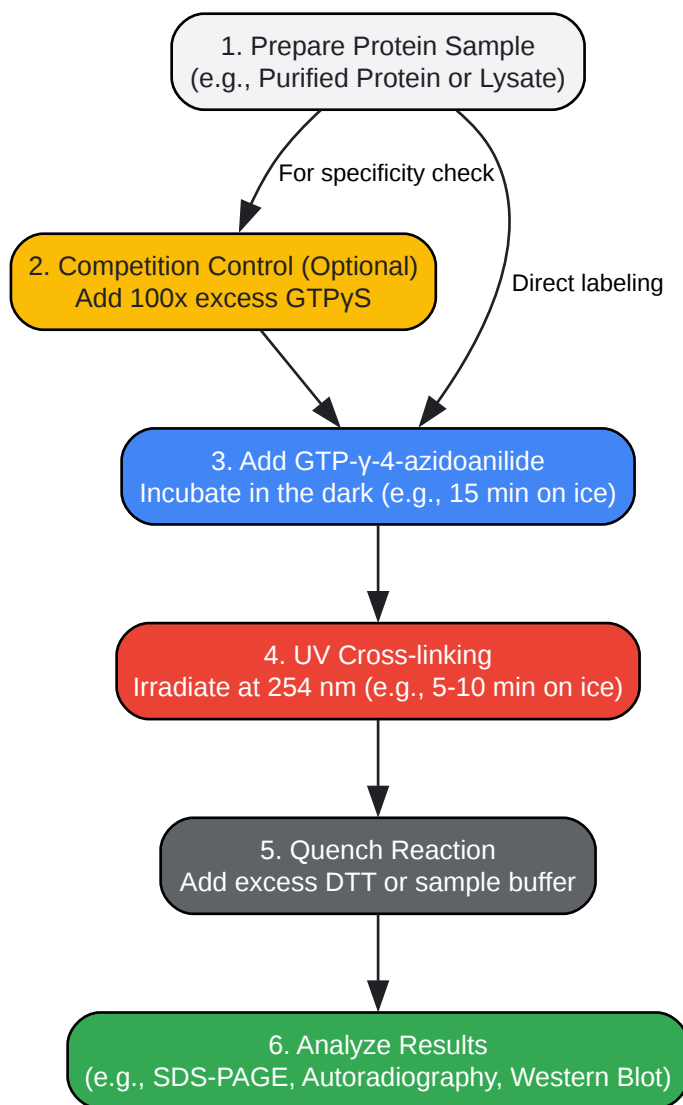 1. Prepare Protein Sample
(e.g., Purified Protein or Lysate)
For specificity check
2. Competition Control (Optional)
Add 100x excess GTPγS
Direct labeling
3. Add GTP-γ-4-azidoanilide
Incubate in the dark (e.g., 15 min on ice)
4. UV Cross-linking
Irradiate at 254 nm (e.g., 5-10 min on ice)
5. Quench Reaction
Add excess DTT or sample buffer
6. Analyze Results
(e.g., SDS-PAGE, Autoradiography, Western Blot)